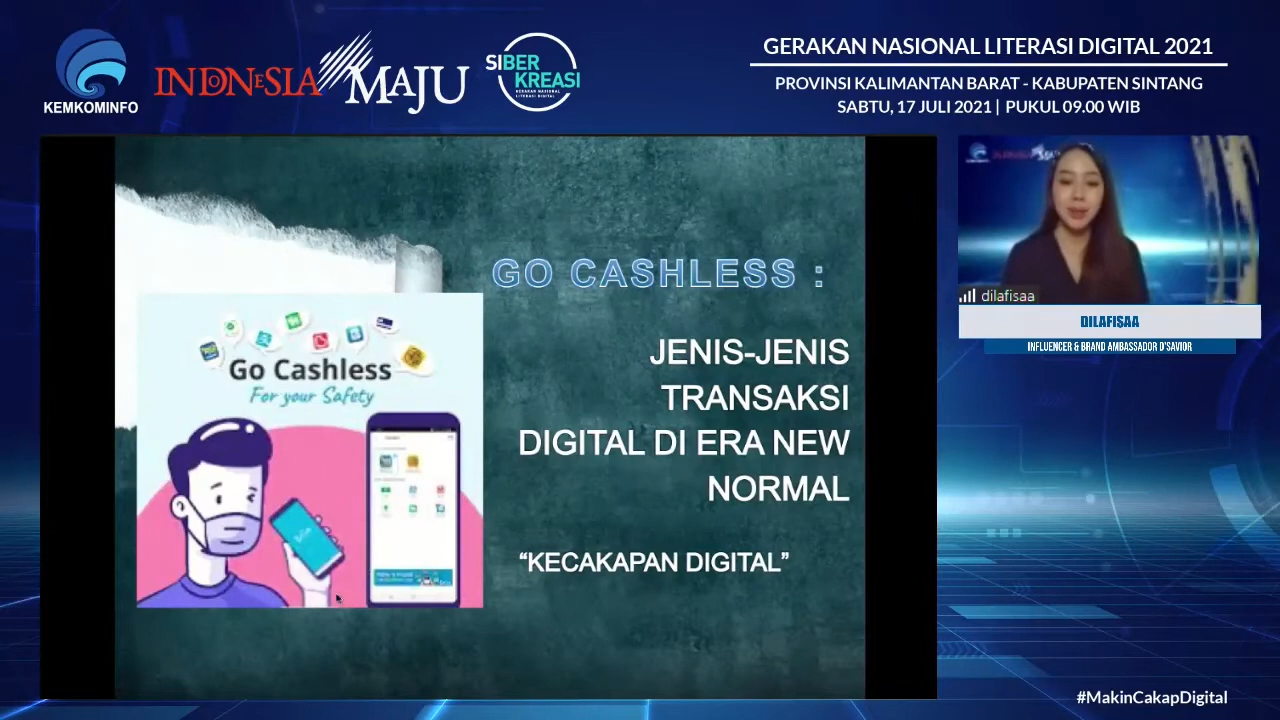 KEMKOMINFO
INDONESIA MAJU
SIBER
KREASI
GERAKAN NASIONAL
LITERASI DIGITAL
GERAKAN NASIONAL LITERASI DIGITAL 2021
PROVINSI KALIMANTAN BARAT - KABUPATEN SINTANG
SABTU, 17 JULI 2021 | PUKUL 09.00 WIB
GO CASHLESS :
JENIS-JENIS
TRANSAKSI
DIGITAL DI ERA NEW
NORMAL
“KECAKAPAN DIGITAL”
Go Cashless
For your Safety
dilafisaa
DILAFISAA
INFLUENCER & BRAND AMBASSADOR D'SAVIOR
#MakinCakapDigital